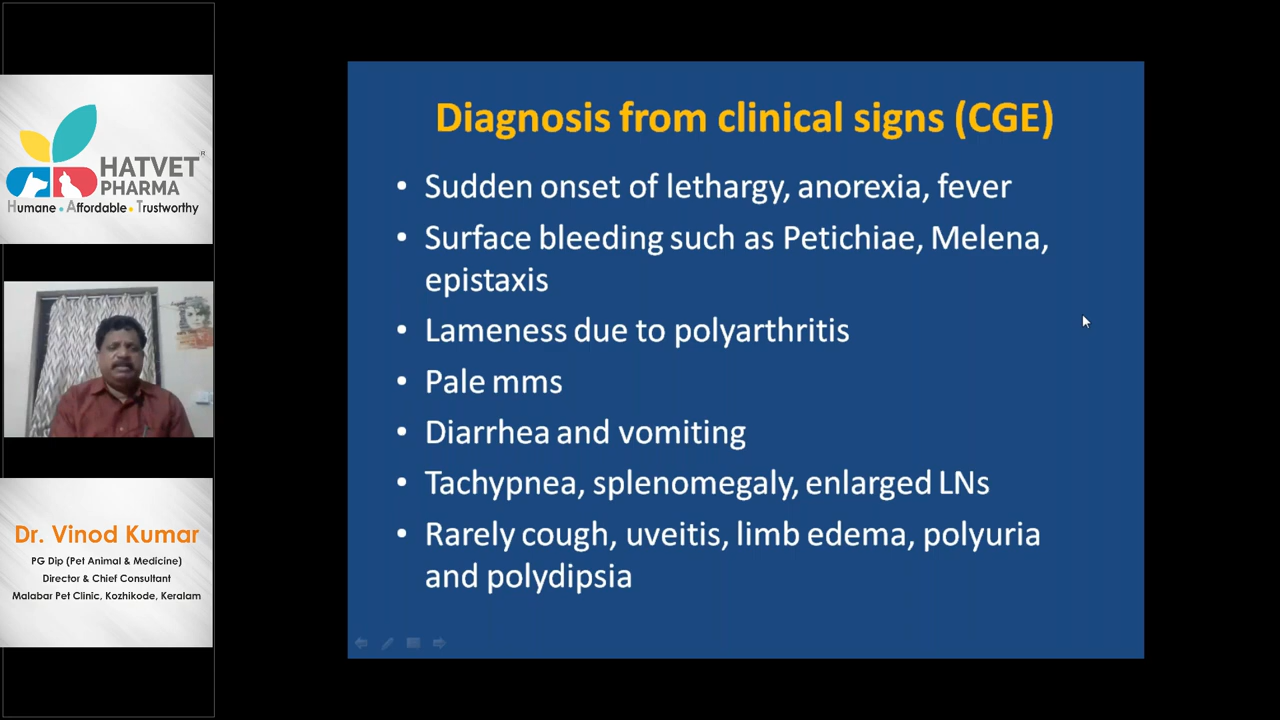 HATVET®
PHARMA
Humane • Affordable • Trustworthy
Dr. Vinod Kumar
PG Dip (Pet Animal & Medicine)
Director & Chief Consultant
Malabar Pet Clinic, Kozhikode, Keralam
Diagnosis from clinical signs (CGE)
• Sudden onset of lethargy, anorexia, fever
• Surface bleeding such as Petichiae, Melena,
epistaxis
• Lameness due to polyarthritis
• Pale mms
• Diarrhea and vomiting
• Tachypnea, splenomegaly, enlarged LNs
• Rarely cough, uveitis, limb edema, polyuria
and polydipsia